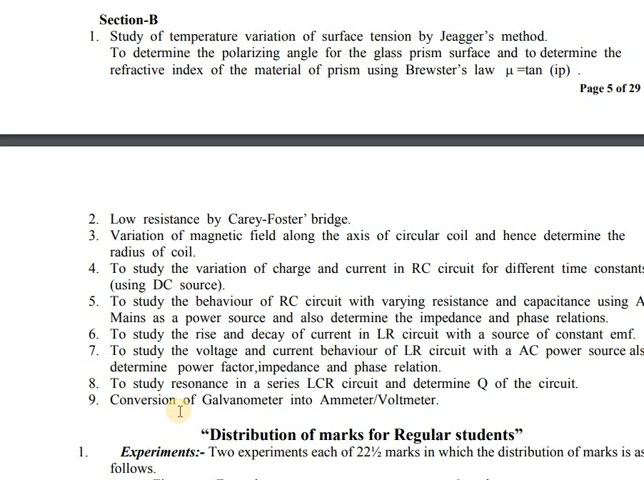 Section-B
1. Study of temperature variation of surface tension by Jeagger's method.
To determine the polarizing angle for the glass prism surface and to determine the
refractive index of the material of prism using Brewster's law μ =tan (ip) .
Page 5 of 29
2. Low resistance by Carey-Foster' bridge.
3. Variation of magnetic field along the axis of circular coil and hence determine the
radius of coil.
4. To study the variation of charge and current in RC circuit for different time constants
(using DC source).
5. To study the behaviour of RC circuit with varying resistance and capacitance using A
Mains as a power source and also determine the impedance and phase relations.
6. To study the rise and decay of current in LR circuit with a source of constant emf.
7. To study the voltage and current behaviour of LR circuit with a AC power source als
determine power factor,impedance and phase relation.
8. To study resonance in a series LCR circuit and determine Q of the circuit.
9. Conversion of Galvanometer into Ammeter/Voltmeter.
"Distribution of marks for Regular students"
1. Experiments:- Two experiments each of 22½ marks in which the distribution of marks is as
follows.